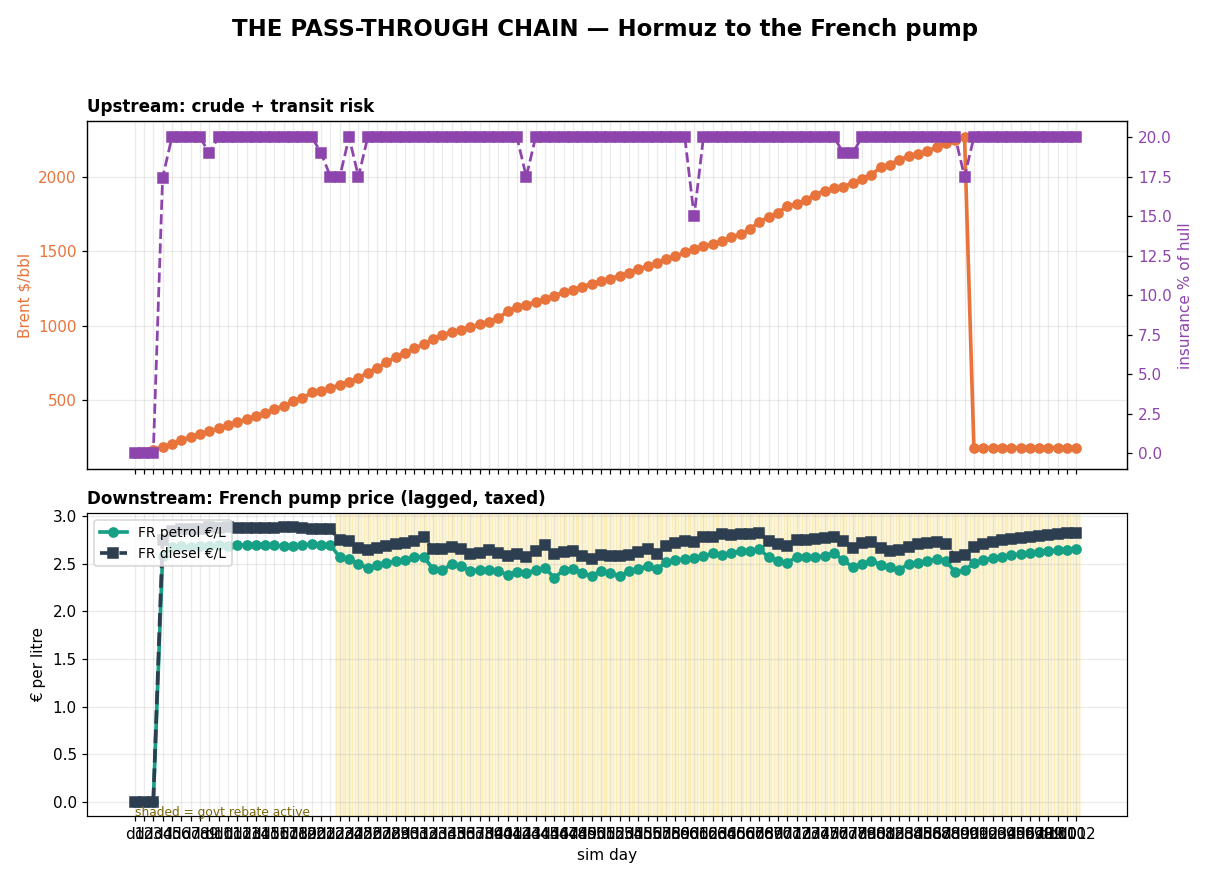 THE PASS-THROUGH CHAIN — Hormuz to the French pump
Upstream: crude + transit risk
Brent $/bbl
2000
1500
1000
500
20.0
17.5
15.0
12.5
10.0
7.5
5.0
2.5
0.0
insurance % of hull
Downstream: French pump price (lagged, taxed)
€ per litre
3.0
2.5
2.0
1.5
1.0
0.5
0.0
FR petrol €/L
FR diesel €/L
shaded = govt rebate active
sim day